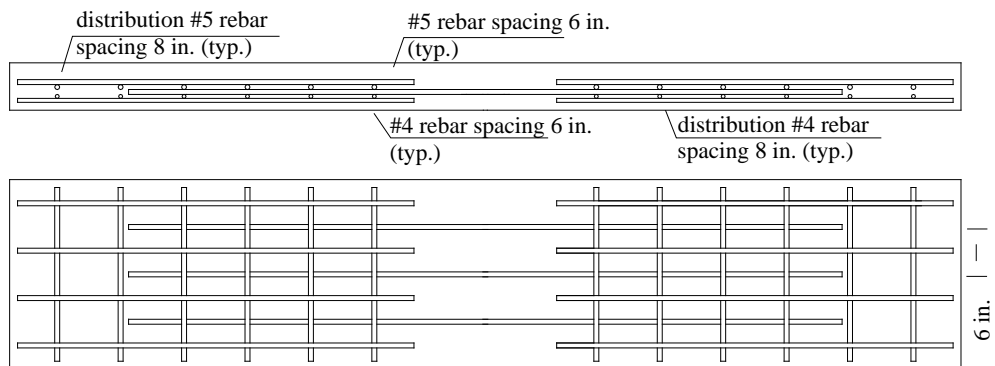 distribution #5 rebar
spacing 8 in. (typ.)
#5 rebar spacing 6 in.
(typ.)
#4 rebar spacing 6 in.
(typ.)
distribution #4 rebar
spacing 8 in. (typ.)
6 in.